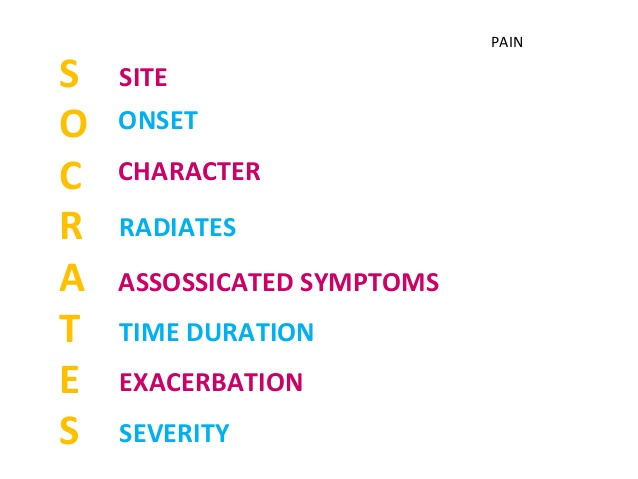 PAIN
S SITE
O ONSET
C CHARACTER
R RADIATES
A ASSOSSICATED SYMPTOMS
T TIME DURATION
E EXACERBATION
S SEVERITY